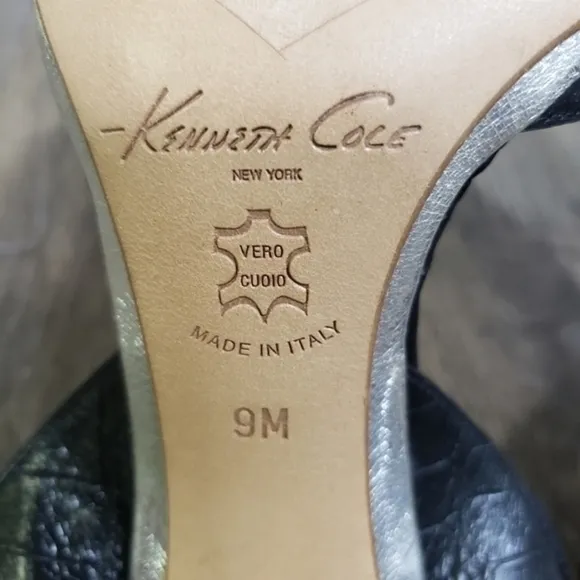 Kenneth Cole
NEW YORK
VERO
CUOIO
MADE IN ITALY
9M